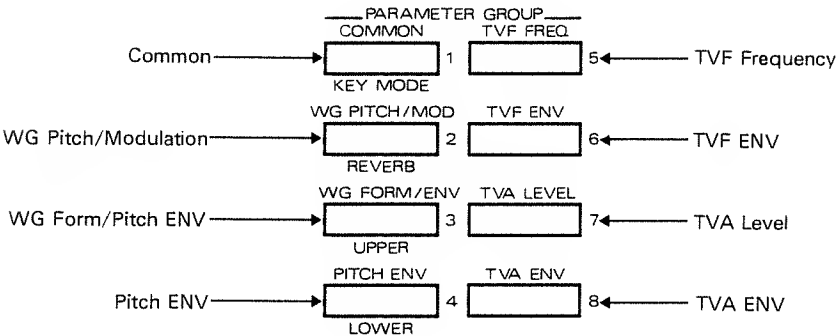 PARAMETER GROUP
COMMON TVF FREQ.
Common 1 5 TVF Frequency
KEY MODE
WG PITCH/MOD TVF ENV
WG Pitch/Modulation 2 6 TVF ENV
REVERB
WG FORM/ENV TVA LEVEL
WG Form/Pitch ENV 3 7 TVA Level
UPPER
PITCH ENV TVA ENV
Pitch ENV 4 8 TVA ENV
LOWER